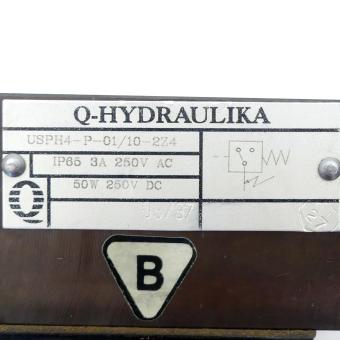 Q-HYDRAULIKA
USPH4-P-01/10-2Z4
IP65 3A 250V AC
50W 250V DC
Q
B